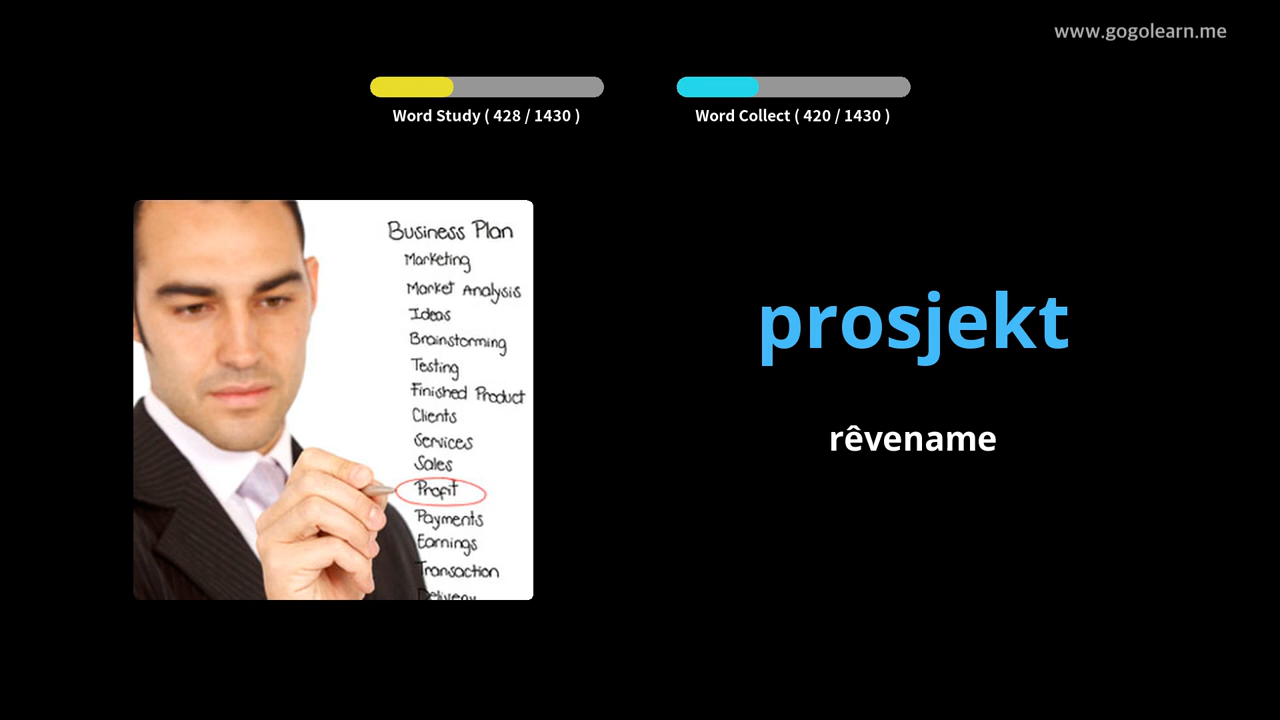 www.gogolearn.me
Word Study ( 428 / 1430 )
Word Collect ( 420 / 1430 )
Business Plan
Marketing
Market Analysis
Ideas
Brainstorming
Testing
Finished Product
Clients
Services
Sales
Profit
Payments
Earnings
Transaction
Delivery
prosjekt
rêvename